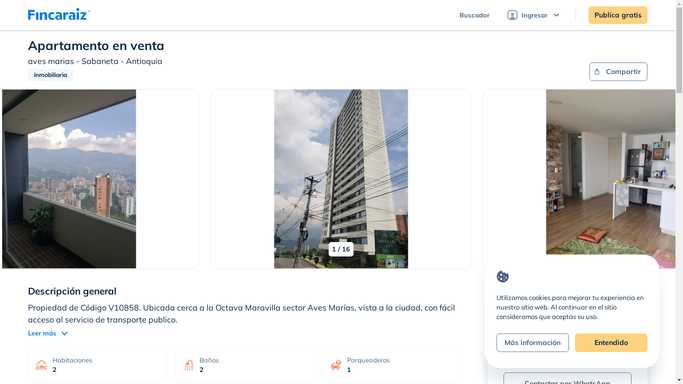 Fincaraiz
Buscador
Ingresar
Publica gratis
Apartamento en venta
aves marias - Sabaneta - Antioquia
Inmobiliaria
Compartir
1 / 16
Descripción general
Propiedad de Código V10858. Ubicada cerca a la Octava Maravilla sector Aves Marías, vista a la ciudad, con fácil
acceso al servicio de transporte publico.
Leer más
Habitaciones
2
Baños
2
Parqueaderos
1
Utilizamos cookies para mejorar tu experiencia en
nuestro sitio web. Al continuar en el sitio
consideramos que aceptas su uso.
Más información
Entendido
Contactar por WhatsApp